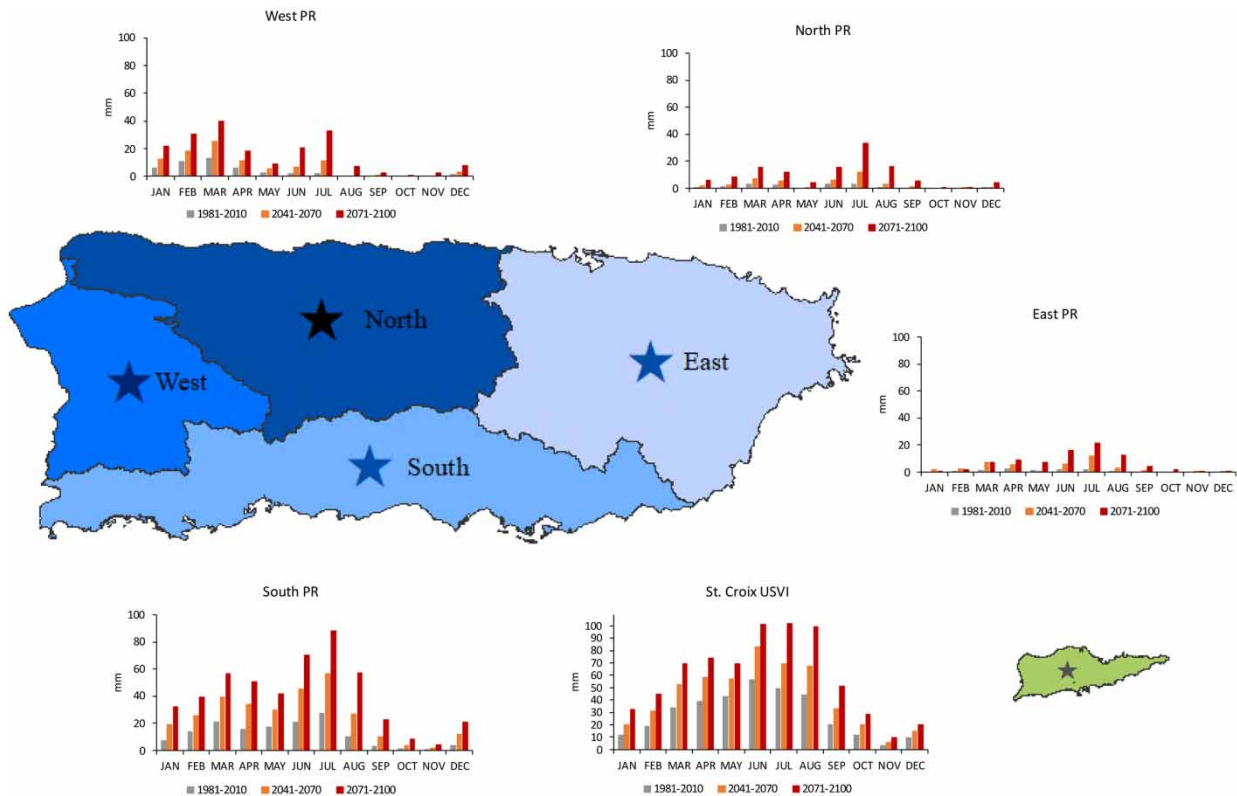 West PR
100
80
60
40
20
0
mm
JAN FEB MAR APR MAY JUN JUL AUG SEP OCT NOV DEC
1981-2010 2041-2070 2071-2100
North PR
100
80
60
40
20
0
mm
JAN FEB MAR APR MAY JUN JUL AUG SEP OCT NOV DEC
1981-2010 2041-2070 2071-2100
North
West
East
South
East PR
100
80
60
40
20
0
mm
JAN FEB MAR APR MAY JUN JUL AUG SEP OCT NOV DEC
1981-2010 2041-2070 2071-2100
South PR
100
80
60
40
20
0
mm
JAN FEB MAR APR MAY JUN JUL AUG SEP OCT NOV DEC
1981-2010 2041-2070 2071-2100
St. Croix USVI
100
90
80
70
60
50
40
30
20
10
0
mm
JAN FEB MAR APR MAY JUN JUL AUG SEP OCT NOV DEC
1981-2010 2041-2070 2071-2100